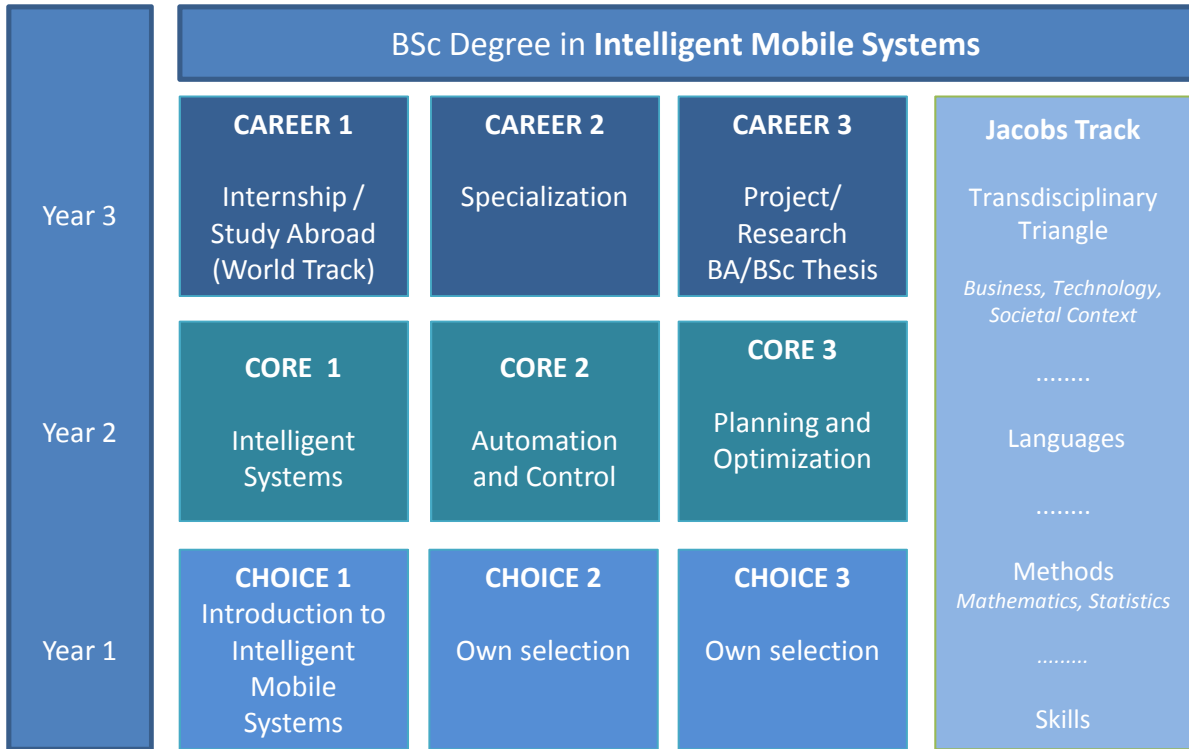 BSc Degree in Intelligent Mobile Systems
Year 3
CAREER 1
Internship /
Study Abroad
(World Track)
CAREER 2
Specialization
CAREER 3
Project/
Research
BA/BSc Thesis
Year 2
CORE 1
Intelligent
Systems
CORE 2
Automation
and Control
CORE 3
Planning and
Optimization
Year 1
CHOICE 1
Introduction to
Intelligent
Mobile
Systems
CHOICE 2
Own selection
CHOICE 3
Own selection
Jacobs Track
Transdisciplinary
Triangle
Business, Technology,
Societal Context
........
Languages
........
Methods
Mathematics, Statistics
.........
Skills